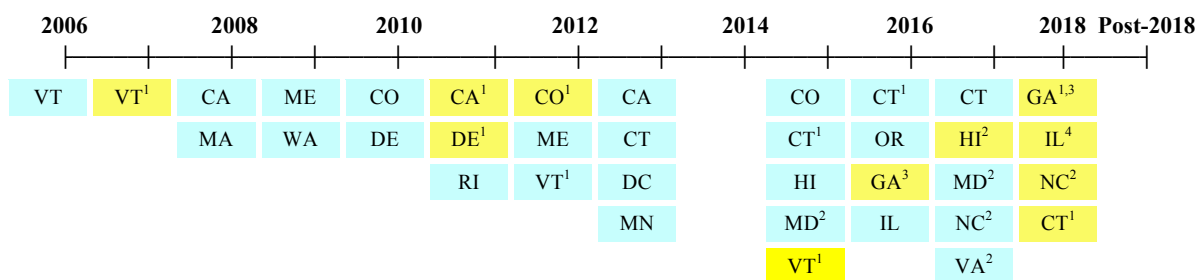 2006 2008 2010 2012 2014 2016 2018 Post-2018
VT VT¹ CA ME CO CA¹ CO¹ CA CO CT¹ CT GA¹,³
MA WA DE DE¹ ME CT CT¹ OR HI² IL⁴
RI VT¹ DC HI GA³ MD² NC²
MN MD² IL NC² CT¹
VT¹ VA²